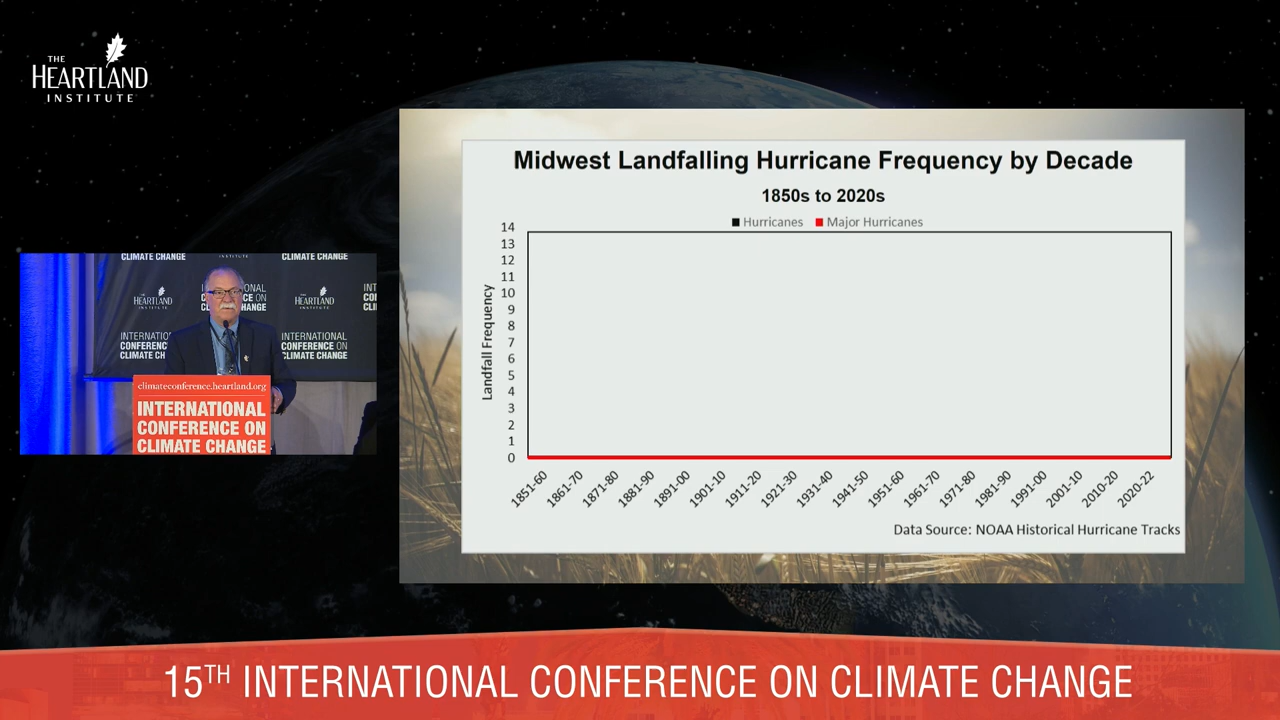 THE
HEARTLAND
INSTITUTE
INSTITUTE
CLIMATE CHANGE
CLIMATE CHANGE
HEARTLAND
INSTITUTE
HEARTLAND
INSTITUTE
INTERNATIONAL
CLIMATE CH
INTERNATIONAL
CONFERENCE ON
CLIMATE CHANGE
climateconference.heartland.org
INTERNATIONAL
CONFERENCE ON
CLIMATE CHANGE
Midwest Landfalling Hurricane Frequency by Decade
1850s to 2020s
Hurricanes
Major Hurricanes
Landfall Frequency
14
13
12
11
10
9
8
7
6
5
4
3
2
1
0
1851-60
1861-70
1871-80
1881-90
1891-00
1901-10
1911-20
1921-30
1931-40
1941-50
1951-60
1961-70
1971-80
1981-90
1991-00
2001-10
2010-20
2020-22
Data Source: NOAA Historical Hurricane Tracks
15TH INTERNATIONAL CONFERENCE ON CLIMATE CHANGE